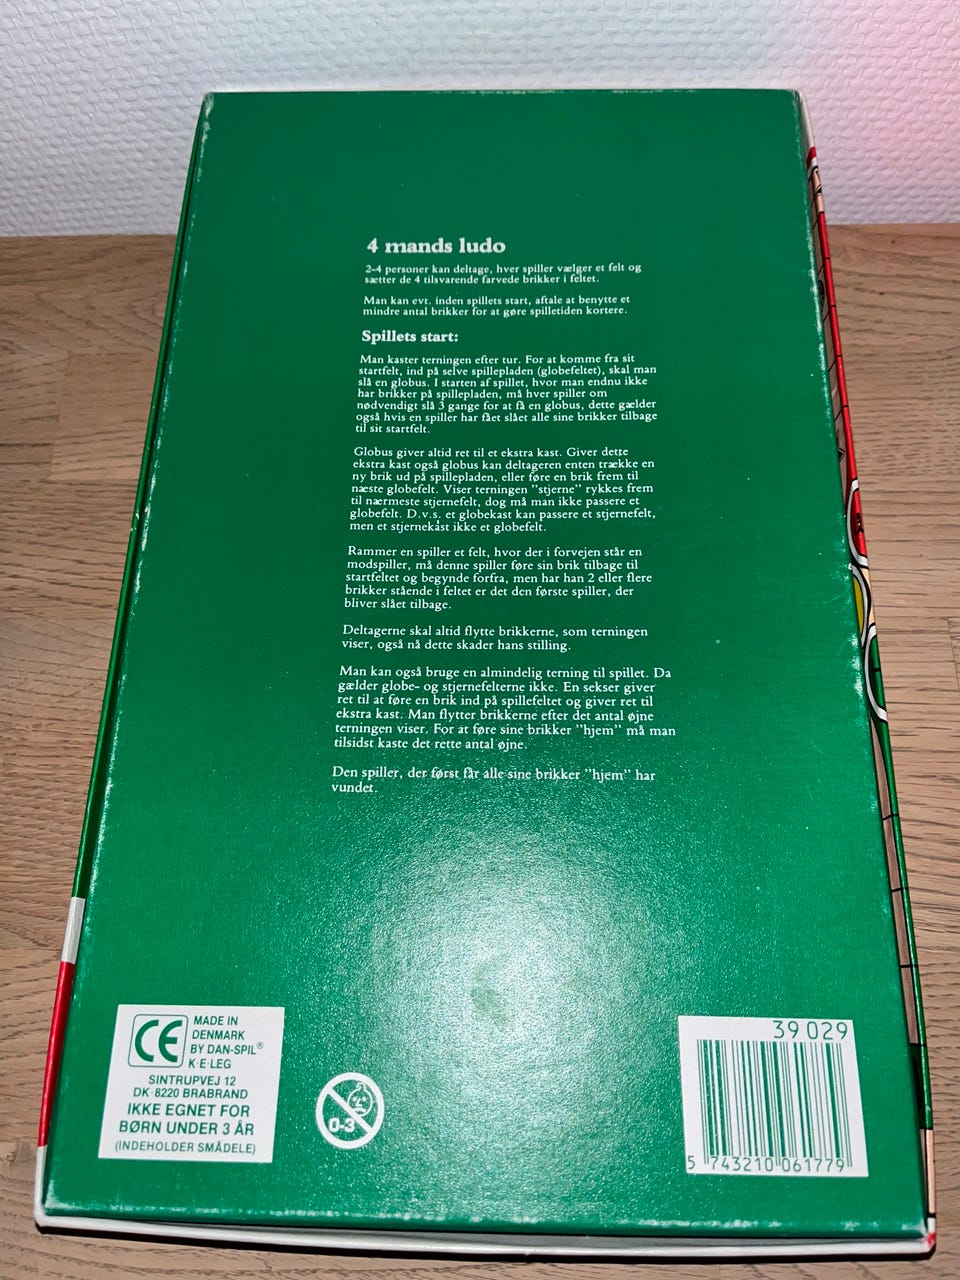 4 mands ludo
2-4 personer kan deltage, hver spiller vælger et felt og
sætter de 4 tilsvarende farvede brikker i feltet.
Man kan evt. inden spillets start, aftale at benytte et
mindre antal brikker for at gøre spilletiden kortere.
Spillets start:
Man kaster terningen efter tur. For at komme fra sit
startfelt, ind på selve spillepladen (globefeltet), skal man
slå en globus. I starten af spillet, hvor man endnu ikke
har brikker på spillepladen, må hver spiller om
nødvendigt slå 3 gange for at få en globus, dette gælder
også hvis en spiller har fået slået alle sine brikker tilbage
til sit startfelt.
Globus giver altid ret til et ekstra kast. Giver dette
ekstra kast også globus kan deltageren enten trække en
ny brik ud på spillepladen, eller føre en brik frem til
næste globefelt. Viser terningen "stjerne" rykkes frem
til nærmeste stjernefelt, dog må man ikke passere et
globefelt. D.v.s. et globekast kan passere et stjernefelt,
men et stjernekast ikke et globefelt.
Rammer en spiller et felt, hvor der i forvejen står en
modspiller, må denne spiller føre sin brik tilbage til
startfeltet og begynde forfra, men har han 2 eller flere
brikker stående i feltet er det den første spiller, der
bliver slået tilbage.
Deltagerne skal altid flytte brikkerne, som terningen
viser, også nå dette skader hans stilling.
Man kan også bruge en almindelig terning til spillet. Da
gælder globe- og stjernefelterne ikke. En sekser giver
ret til at føre en brik ind på spillefeltet og giver ret til
ekstra kast. Man flytter brikkerne efter det antal øjne
terningen viser. For at føre sine brikker "hjem" må man
tilsidst kaste det rette antal øjne.
Den spiller, der først får alle sine brikker "hjem" har
vundet.
CE
MADE IN
DENMARK
BY DAN-SPIL®
K·E·LEG
SINTRUPVEJ 12
DK-8220 BRABRAND
IKKE EGNET FOR
BØRN UNDER 3 ÅR
(INDEHOLDER SMÅDELE)
0-3
39 029
5 743210 061779